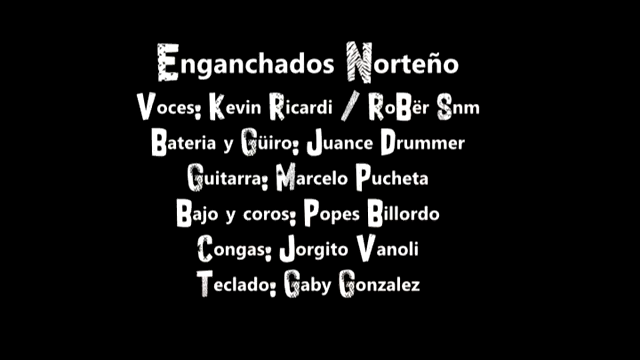 Enganchados Norteño
Voces: Kevin Ricardi / RoBër Snm
Bateria y Güiro: Juance Drummer
Guitarra: Marcelo Pucheta
Bajo y coros: Popes Billordo
Congas: Jorgito Vanoli
Teclado: Gaby Gonzalez